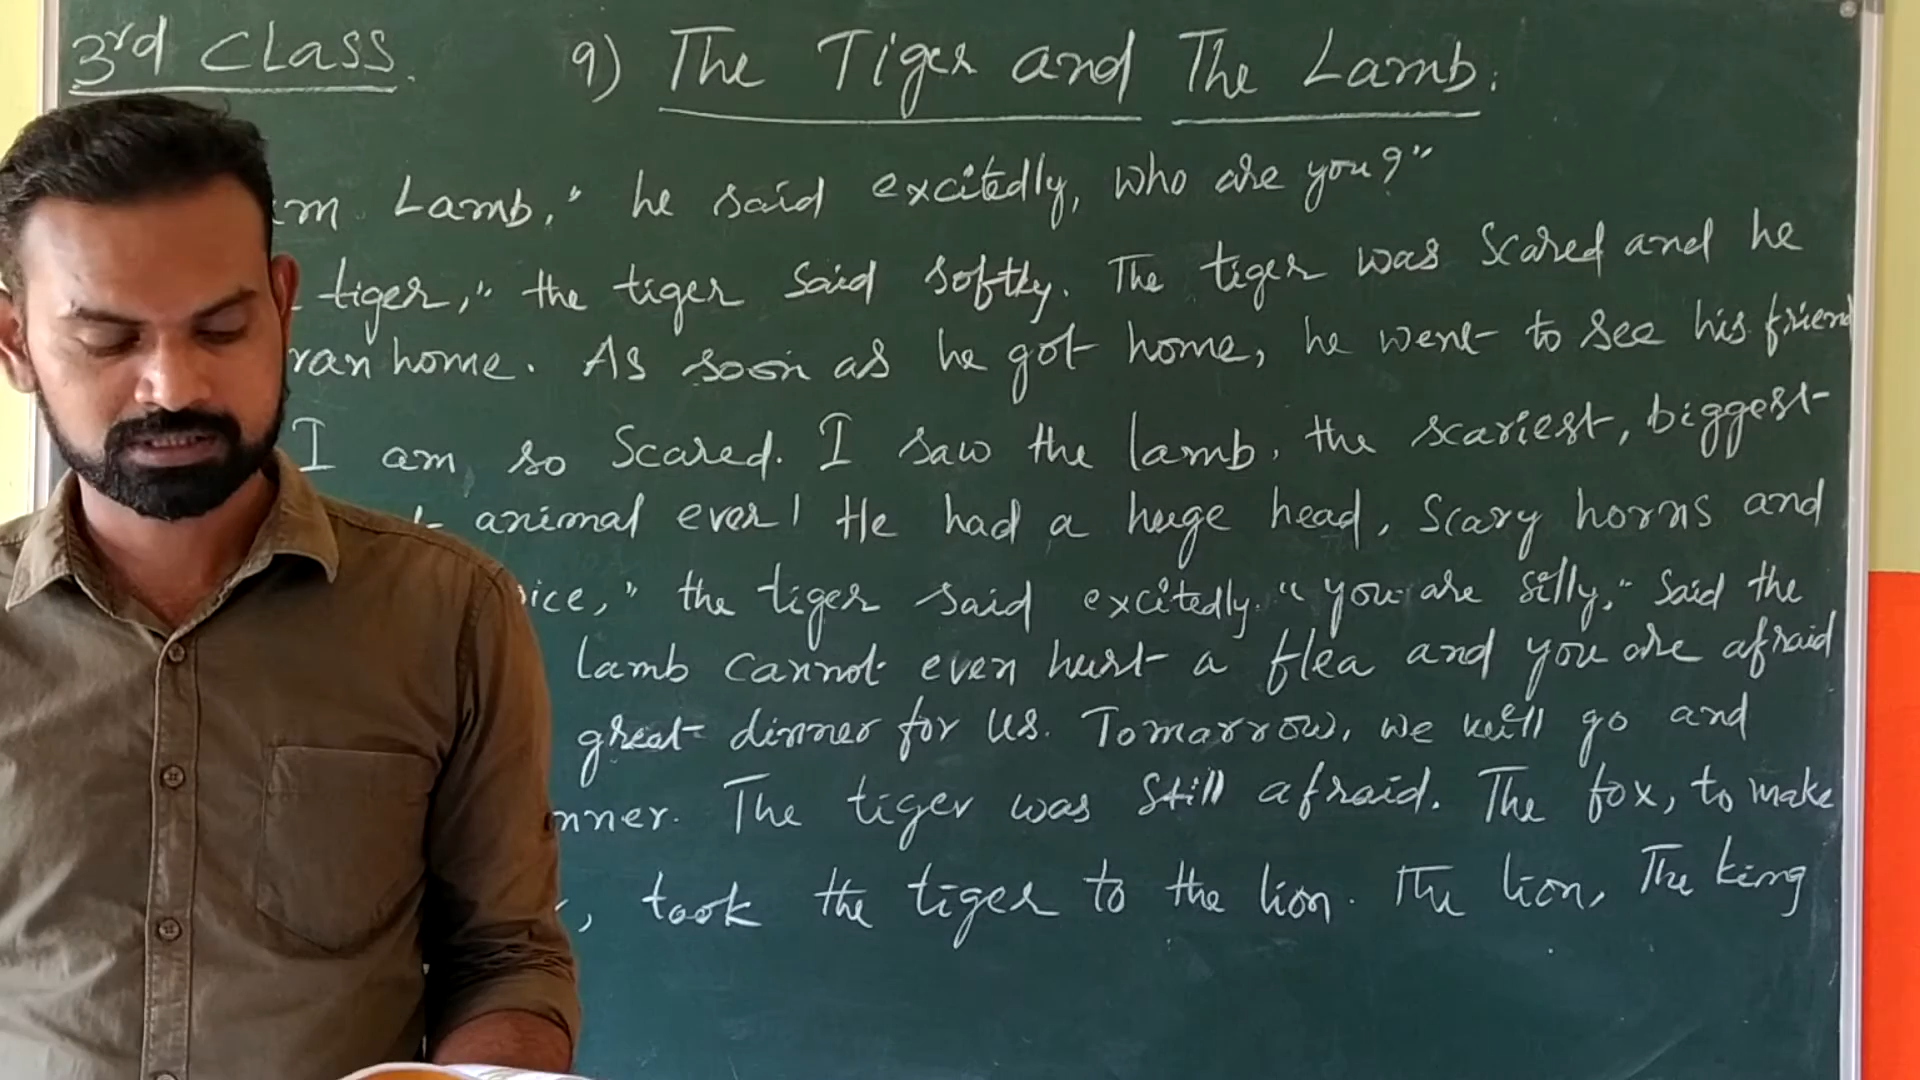 3rd Class. 9) The Tiger and The Lamb.
Lamb," he said excitedly, who are you?"
tiger," the tiger said softly. The tiger was scared and he
ran home. As soon as he got home, he went to see his friend
I am so scared. I saw the lamb, the scariest, biggest
animal ever! He had a huge head, scary horns and
the tiger said excitedly. "you are silly," said the
lamb cannot even hurt a flea and you are afraid
great dinner for us. Tomarrow, we will go and
The tiger was still afraid. The fox, to make
, took the tiger to the lion. The lion, The king